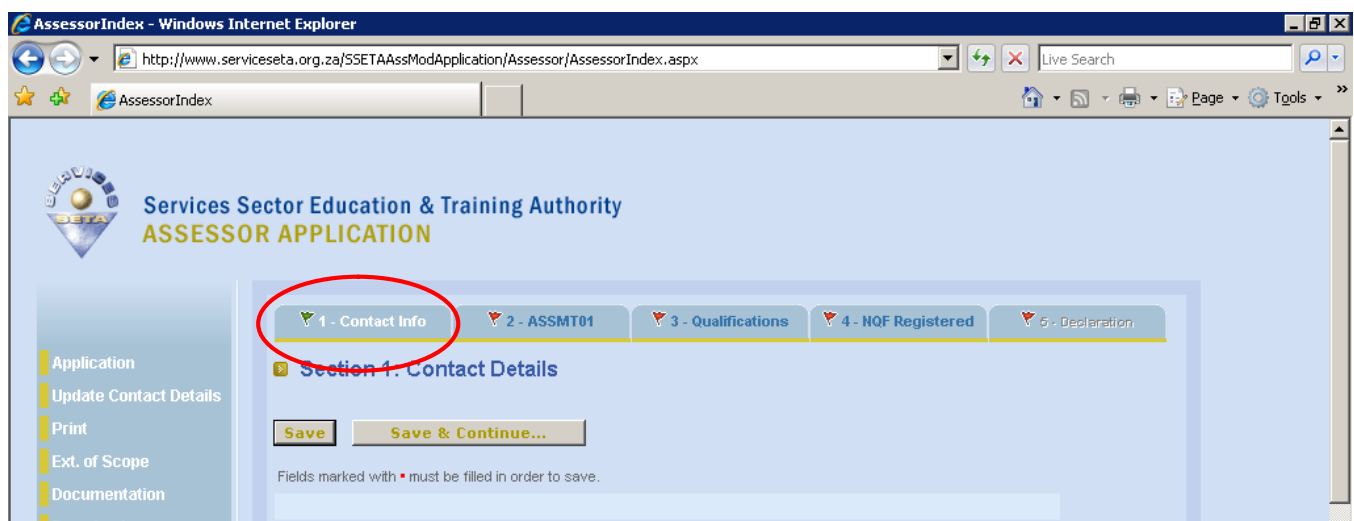 AssessorIndex - Windows Internet Explorer
http://www.serviceseta.org.za/SSETAAssModApplication/Assessor/AssessorIndex.aspx
Live Search
AssessorIndex
Page Tools »
SERVICES
SETA
Services Sector Education & Training Authority
ASSESSOR APPLICATION
1 - Contact Info 2 - ASSMT01 3 - Qualifications 4 - NQF Registered 5 - Declaration
Application
Section 1: Contact Details
Update Contact Details
Print
Save Save & Continue...
Ext. of Scope
Fields marked with ▪ must be filled in order to save.
Documentation